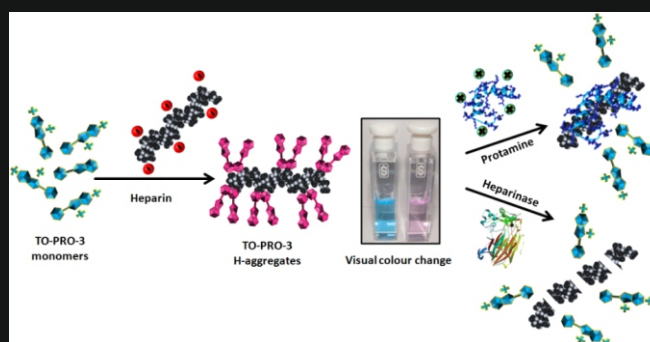 Heparin
TO-PRO-3
monomers
TO-PRO-3
H-aggregates
Visual colour change
Protamine
Heparinase